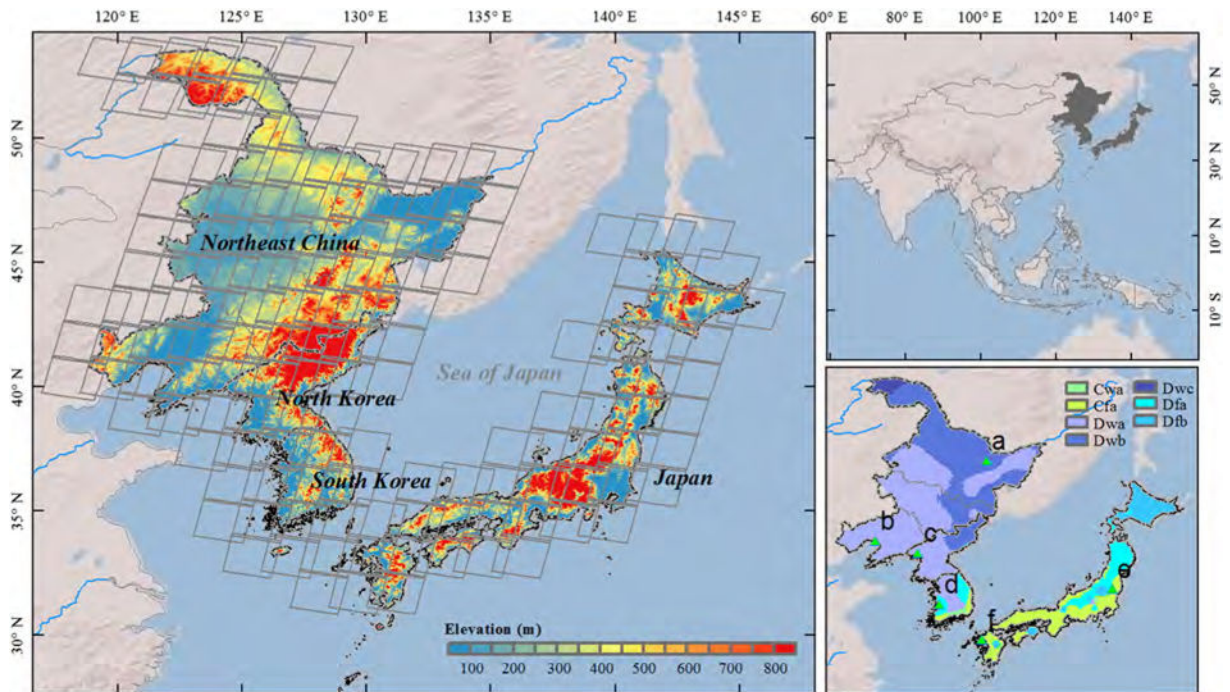 120° E 125° E 130° E 135° E 140° E 145° E
50° N
45° N
40° N
35° N
30° N
Northeast China
Sea of Japan
North Korea
South Korea
Japan
Elevation (m)
100 200 300 400 500 600 700 800
60° E 80° E 100° E 120° E 140° E
50° N
30° N
10° N
10° S
Cwa Dwc
Cfa Dfa
Dwa Dfb
Dwb
a
b
c
d
e
f